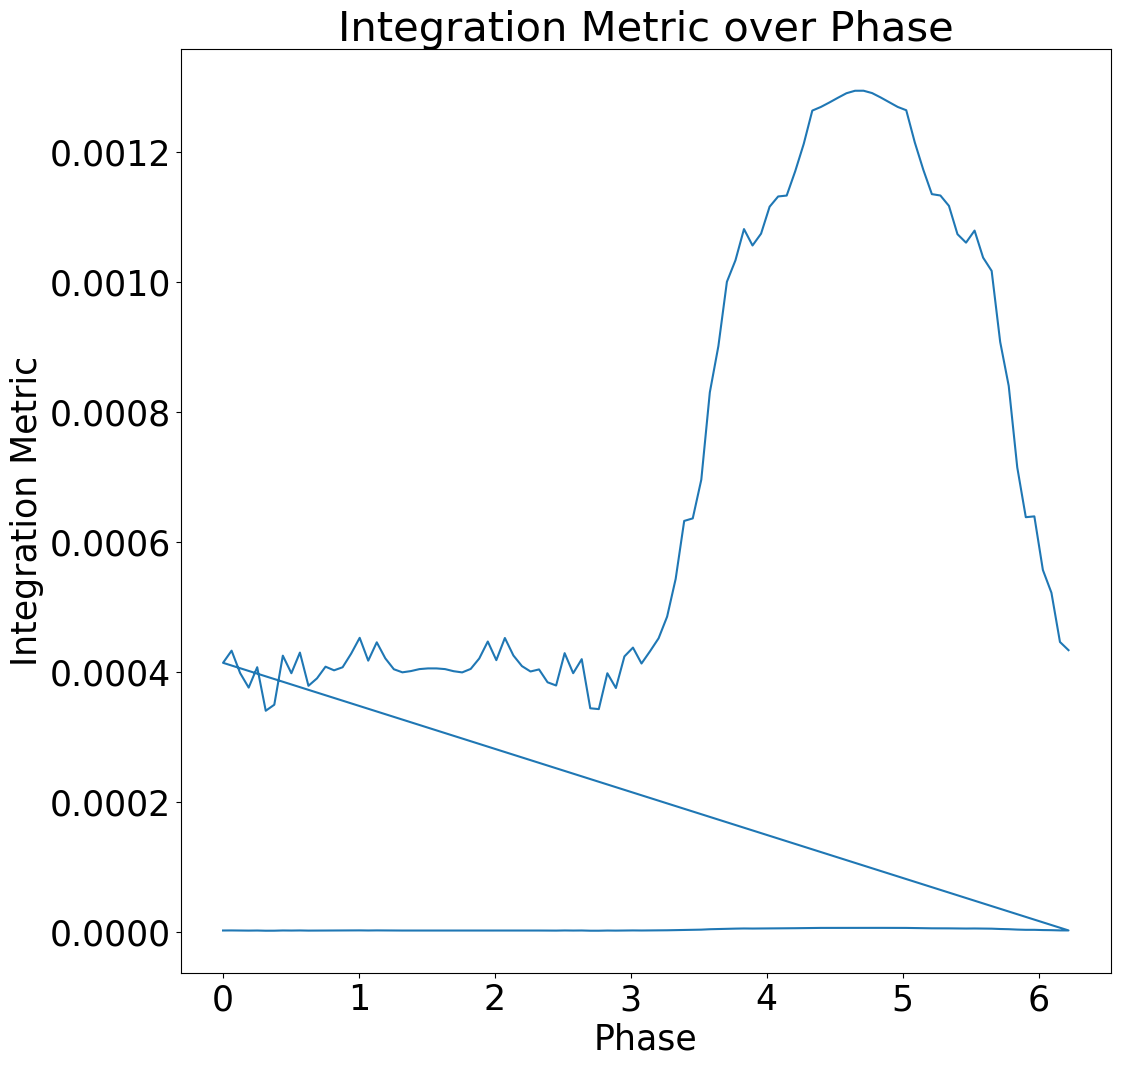 Integration Metric over Phase
Integration Metric
0.0012
0.0010
0.0008
0.0006
0.0004
0.0002
0.0000
0 1 2 3 4 5 6
Phase